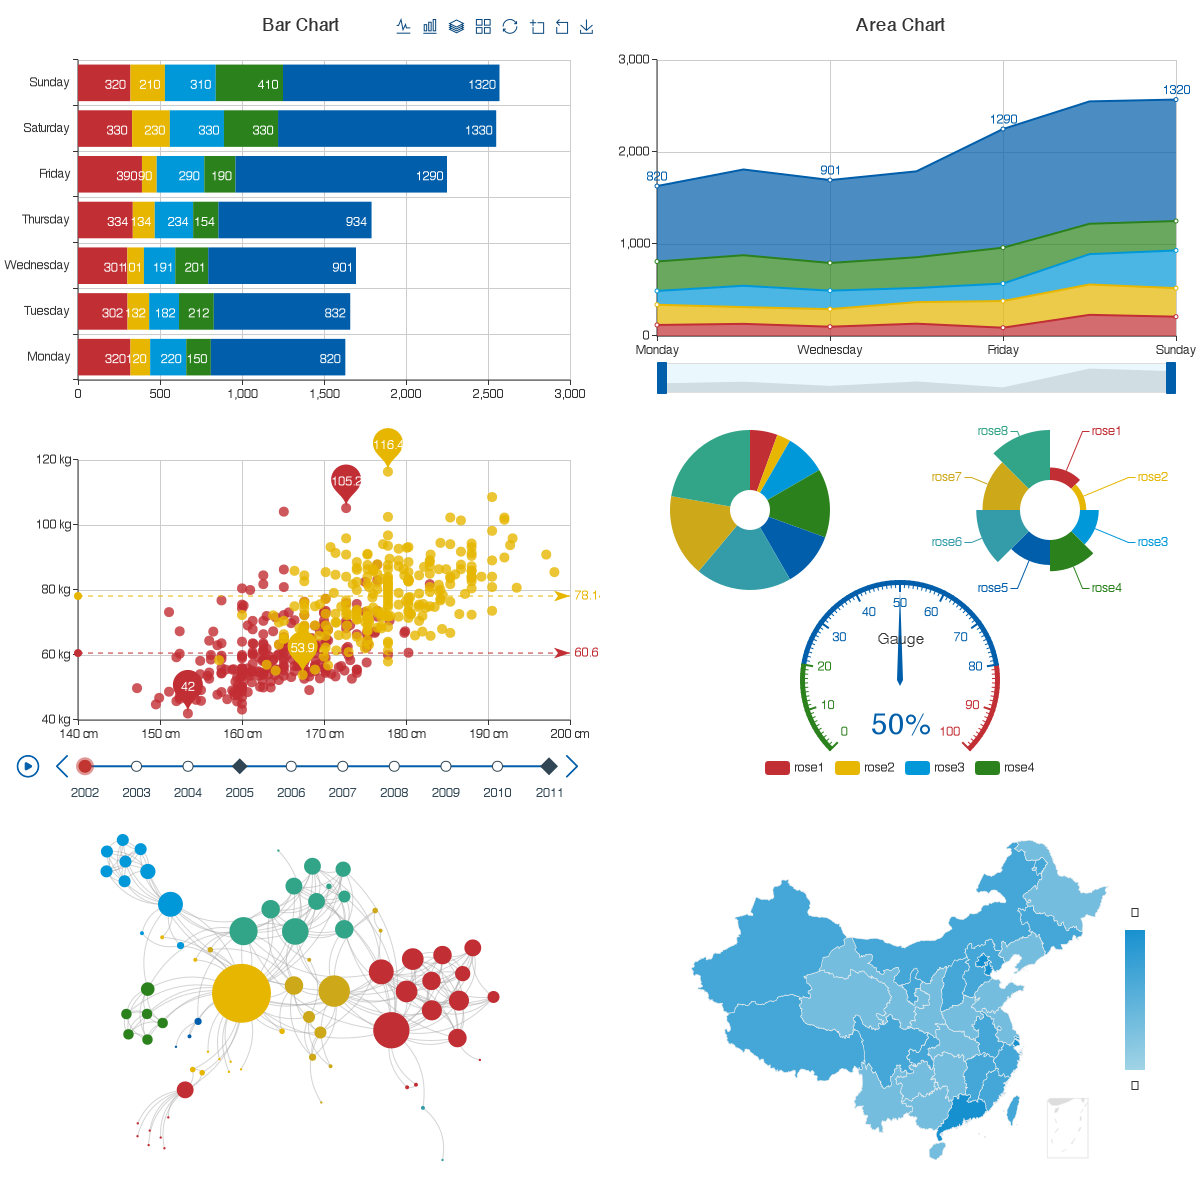 Bar Chart
Sunday 320 210 310 410 1320
Saturday 330 230 330 330 1330
Friday 390 90 290 190 1290
Thursday 334 134 234 154 934
Wednesday 301 101 191 201 901
Tuesday 302 132 182 212 832
Monday 320 120 220 150 820
0 500 1,000 1,500 2,000 2,500 3,000
Area Chart
3,000
2,000
1,000
0
820 901 1290 1320
Monday Wednesday Friday Sunday
120 kg
100 kg
80 kg
60 kg
40 kg
116.4
105.2
78.1
53.9
60.6
42
140 cm 150 cm 160 cm 170 cm 180 cm 190 cm 200 cm
2002 2003 2004 2005 2006 2007 2008 2009 2010 2011
rose8 rose1
rose7 rose2
rose6 rose3
rose5 rose4
0 10 20 30 40 50 60 70 80 90 100
Gauge
50%
rose1 rose2 rose3 rose4